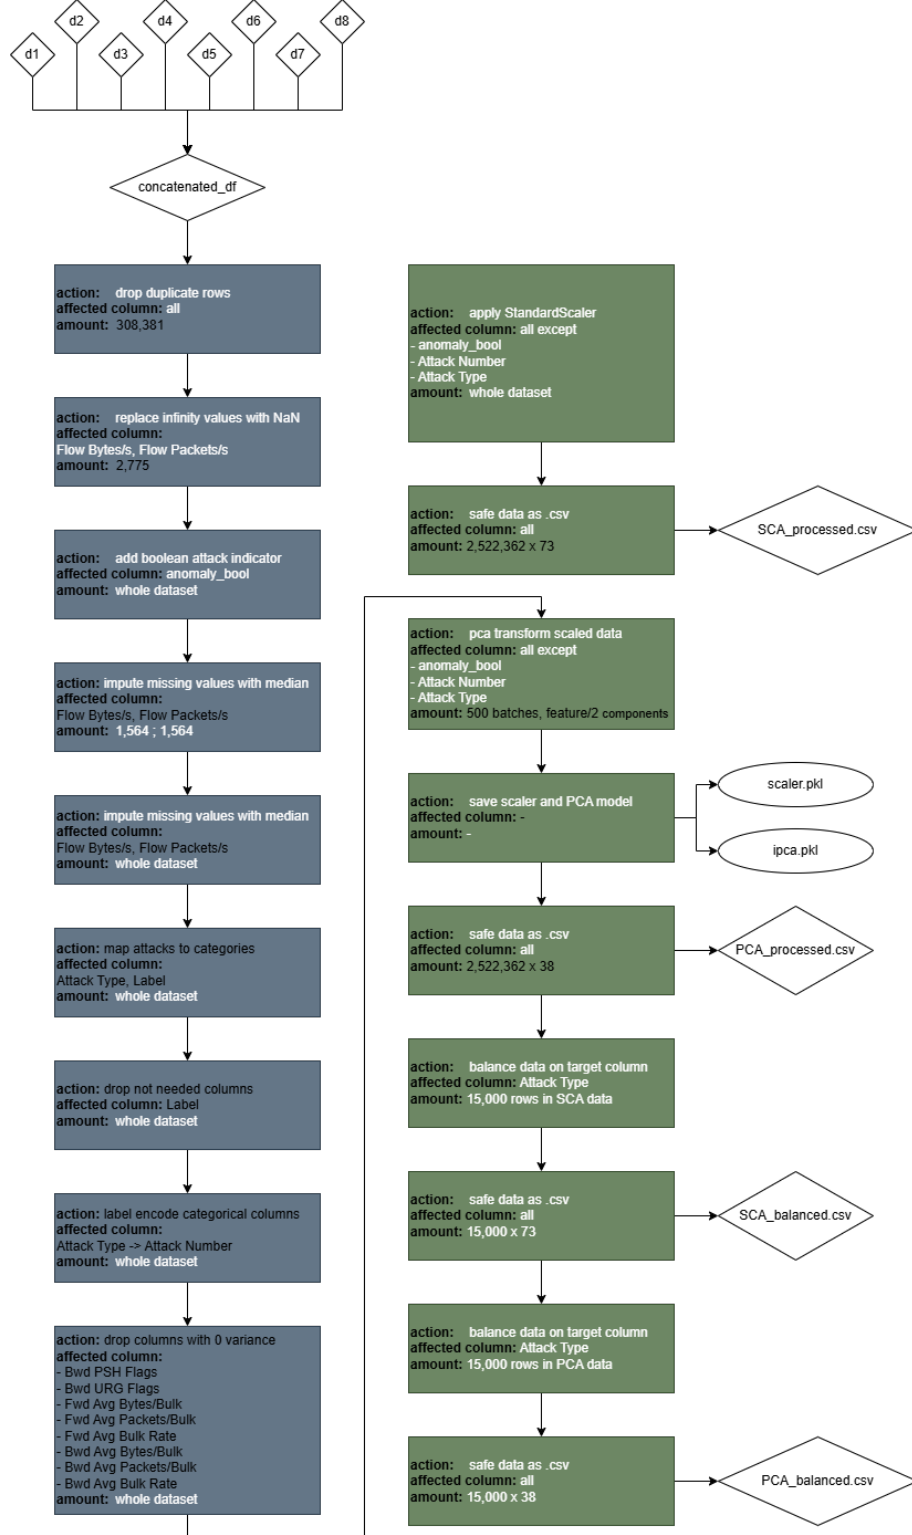 d2
d4
d6
d8
d1
d3
d5
d7
concatenated_df
action: drop duplicate rows
affected column: all
amount: 308,381
action: replace infinity values with NaN
affected column:
Flow Bytes/s, Flow Packets/s
amount: 2,775
action: add boolean attack indicator
affected column: anomaly_bool
amount: whole dataset
action: impute missing values with median
affected column:
Flow Bytes/s, Flow Packets/s
amount: 1,564 ; 1,564
action: impute missing values with median
affected column:
Flow Bytes/s, Flow Packets/s
amount: whole dataset
action: map attacks to categories
affected column:
Attack Type, Label
amount: whole dataset
action: drop not needed columns
affected column: Label
amount: whole dataset
action: label encode categorical columns
affected column:
Attack Type -> Attack Number
amount: whole dataset
action: drop columns with 0 variance
affected column:
- Bwd PSH Flags
- Bwd URG Flags
- Fwd Avg Bytes/Bulk
- Fwd Avg Packets/Bulk
- Fwd Avg Bulk Rate
- Bwd Avg Bytes/Bulk
- Bwd Avg Packets/Bulk
- Bwd Avg Bulk Rate
amount: whole dataset
action: apply StandardScaler
affected column: all except
- anomaly_bool
- Attack Number
- Attack Type
amount: whole dataset
action: safe data as .csv
affected column: all
amount: 2,522,362 x 73
SCA_processed.csv
action: pca transform scaled data
affected column: all except
- anomaly_bool
- Attack Number
- Attack Type
amount: 500 batches, feature/2 components
action: save scaler and PCA model
affected column: -
amount: -
scaler.pkl
ipca.pkl
action: safe data as .csv
affected column: all
amount: 2,522,362 x 38
PCA_processed.csv
action: balance data on target column
affected column: Attack Type
amount: 15,000 rows in SCA data
action: safe data as .csv
affected column: all
amount: 15,000 x 73
SCA_balanced.csv
action: balance data on target column
affected column: Attack Type
amount: 15,000 rows in PCA data
action: safe data as .csv
affected column: all
amount: 15,000 x 38
PCA_balanced.csv